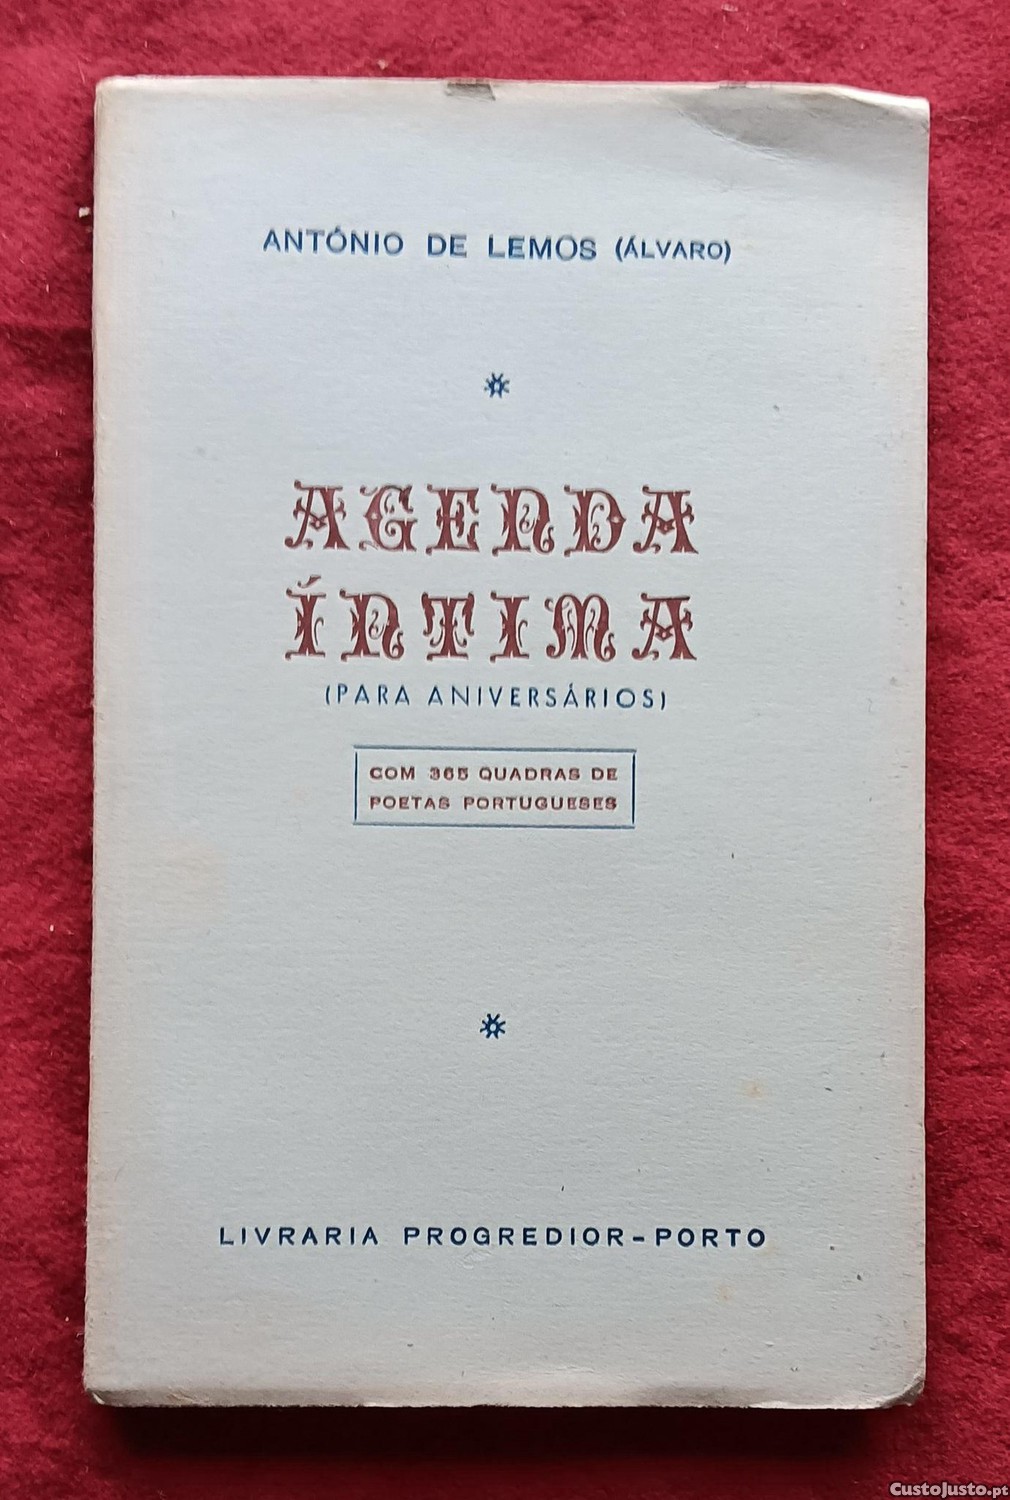 ANTÓNIO DE LEMOS (ÁLVARO)
AGENDA
ÍNTIMA
(PARA ANIVERSÁRIOS)
COM 365 QUADRAS DE
POETAS PORTUGUESES
LIVRARIA PROGREDIOR-PORTO
CustoJusto.pt